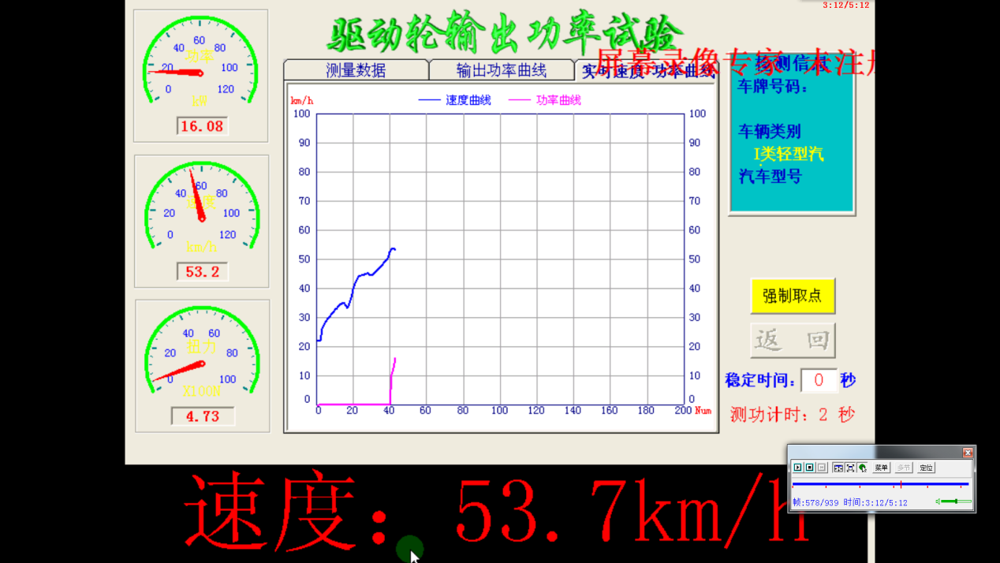 3:12/5:12
驱动轮输出功率试验
屏幕录像专家 未注册
测量数据
输出功率曲线
实时速度-功率曲线
检测信息
车牌号码：
车辆类别
I类轻型汽
汽车型号
0 20 40 60 80 100 120
功率
kW
16.08
0 20 40 60 80 100 120
速度
km/h
53.2
0 20 40 60 80 100
扭力
X100N
4.73
km/h
速度曲线
功率曲线
100 100
90 90
80 80
70 70
60 60
50 50
40 40
30 30
20 20
10 10
0 0
0 20 40 60 80 100 120 140 160 180 200 Num
强制取点
返 回
稳定时间： 0 秒
测功计时： 2 秒
菜单 多节 定位
帧:578/939 时间:3:12/5:12
速度：53.7km/h